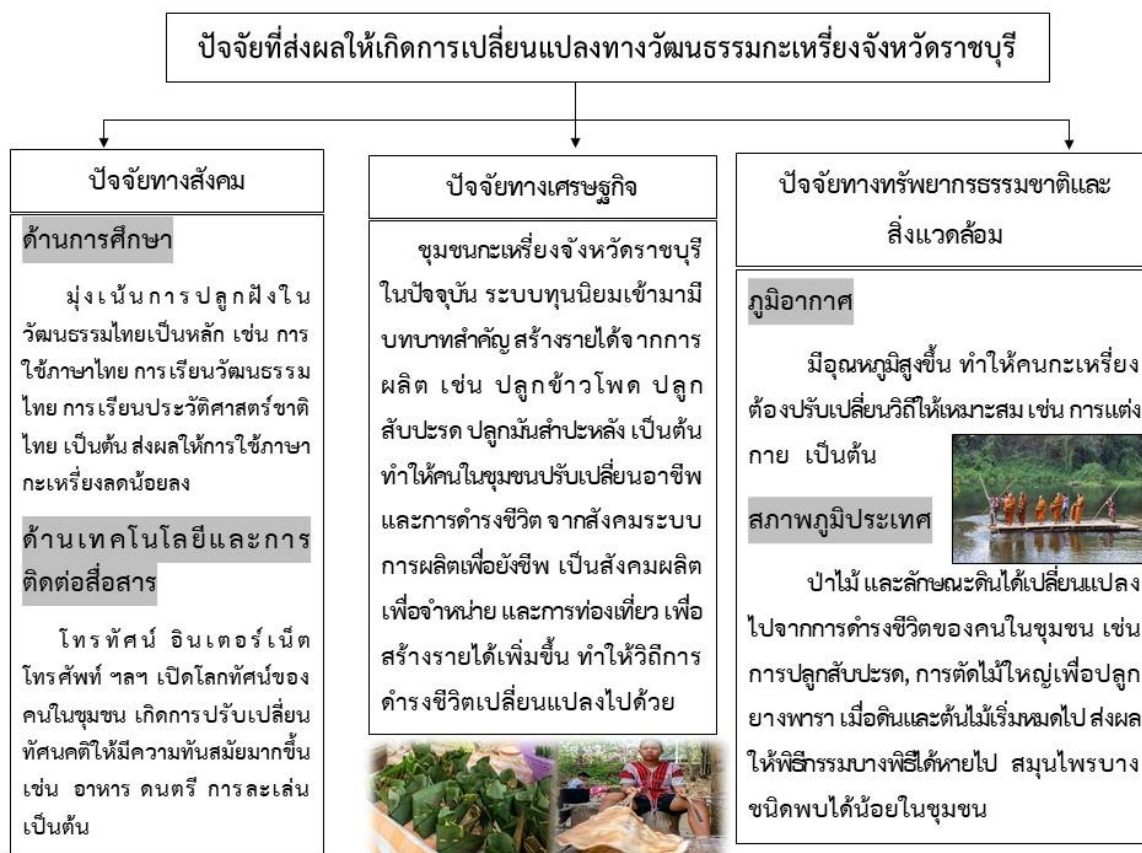 ปัจจัยที่ส่งผลให้เกิดการเปลี่ยนแปลงทางวัฒนธรรมกะเหรี่ยงจังหวัดราชบุรี
ปัจจัยทางสังคม
ด้านการศึกษา
มุ่งเน้นการปลูกฝังใน
วัฒนธรรมไทยเป็นหลัก เช่น การ
ใช้ภาษาไทย การเรียนวัฒนธรรม
ไทย การเรียนประวัติศาสตร์ชาติ
ไทย เป็นต้น ส่งผลให้การใช้ภาษา
กะเหรี่ยงลดน้อยลง
ด้านเทคโนโลยีและการ
ติดต่อสื่อสาร
โทรทัศน์ อินเตอร์เน็ต
โทรศัพท์ ฯลฯ เปิดโลกทัศน์ของ
คนในชุมชน เกิดการปรับเปลี่ยน
ทัศนคติให้มีความทันสมัยมากขึ้น
เช่น อาหาร ดนตรี การละเล่น
เป็นต้น
ปัจจัยทางเศรษฐกิจ
ชุมชนกะเหรี่ยงจังหวัดราชบุรี
ในปัจจุบัน ระบบทุนนิยมเข้ามามี
บทบาทสำคัญ สร้างรายได้จากการ
ผลิต เช่น ปลูกข้าวโพด ปลูก
สับปะรด ปลูกมันสำปะหลัง เป็นต้น
ทำให้คนในชุมชนปรับเปลี่ยนอาชีพ
และการดำรงชีวิต จากสังคมระบบ
การผลิตเพื่อยังชีพ เป็นสังคมผลิต
เพื่อจำหน่าย และการท่องเที่ยว เพื่อ
สร้างรายได้เพิ่มขึ้น ทำให้วิถีการ
ดำรงชีวิตเปลี่ยนแปลงไปด้วย
ปัจจัยทางทรัพยากรธรรมชาติและ
สิ่งแวดล้อม
ภูมิอากาศ
มีอุณหภูมิสูงขึ้น ทำให้คนกะเหรี่ยง
ต้องปรับเปลี่ยนวิถีให้เหมาะสม เช่น การแต่ง
กาย เป็นต้น
สภาพภูมิประเทศ
ป่าไม้ และลักษณะดินได้เปลี่ยนแปลง
ไปจากการดำรงชีวิตของคนในชุมชน เช่น
การปลูกสับปะรด, การตัดไม้ใหญ่เพื่อปลูก
ยางพารา เมื่อดินและต้นไม้เริ่มหมดไป ส่งผล
ให้พิธีกรรมบางพิธีได้หายไป สมุนไพรบาง
ชนิดพบได้น้อยในชุมชน